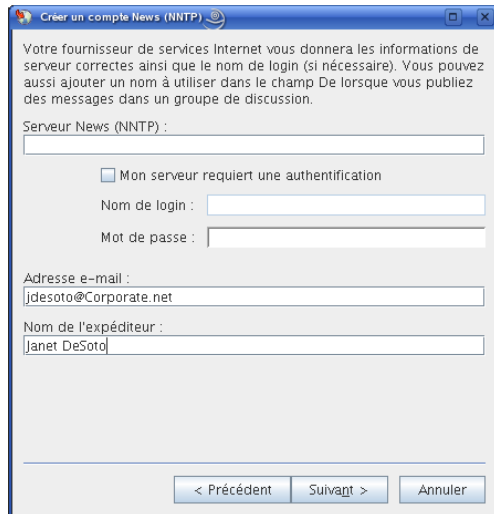 Créer un compte News (NNTP)
Votre fournisseur de services Internet vous donnera les informations de
serveur correctes ainsi que le nom de login (si nécessaire). Vous pouvez
aussi ajouter un nom à utiliser dans le champ De lorsque vous publiez
des messages dans un groupe de discussion.
Serveur News (NNTP) :
Mon serveur requiert une authentification
Nom de login :
Mot de passe :
Adresse e-mail :
jdesoto@Corporate.net
Nom de l'expéditeur :
Janet DeSoto
< Précédent
Suivant >
Annuler